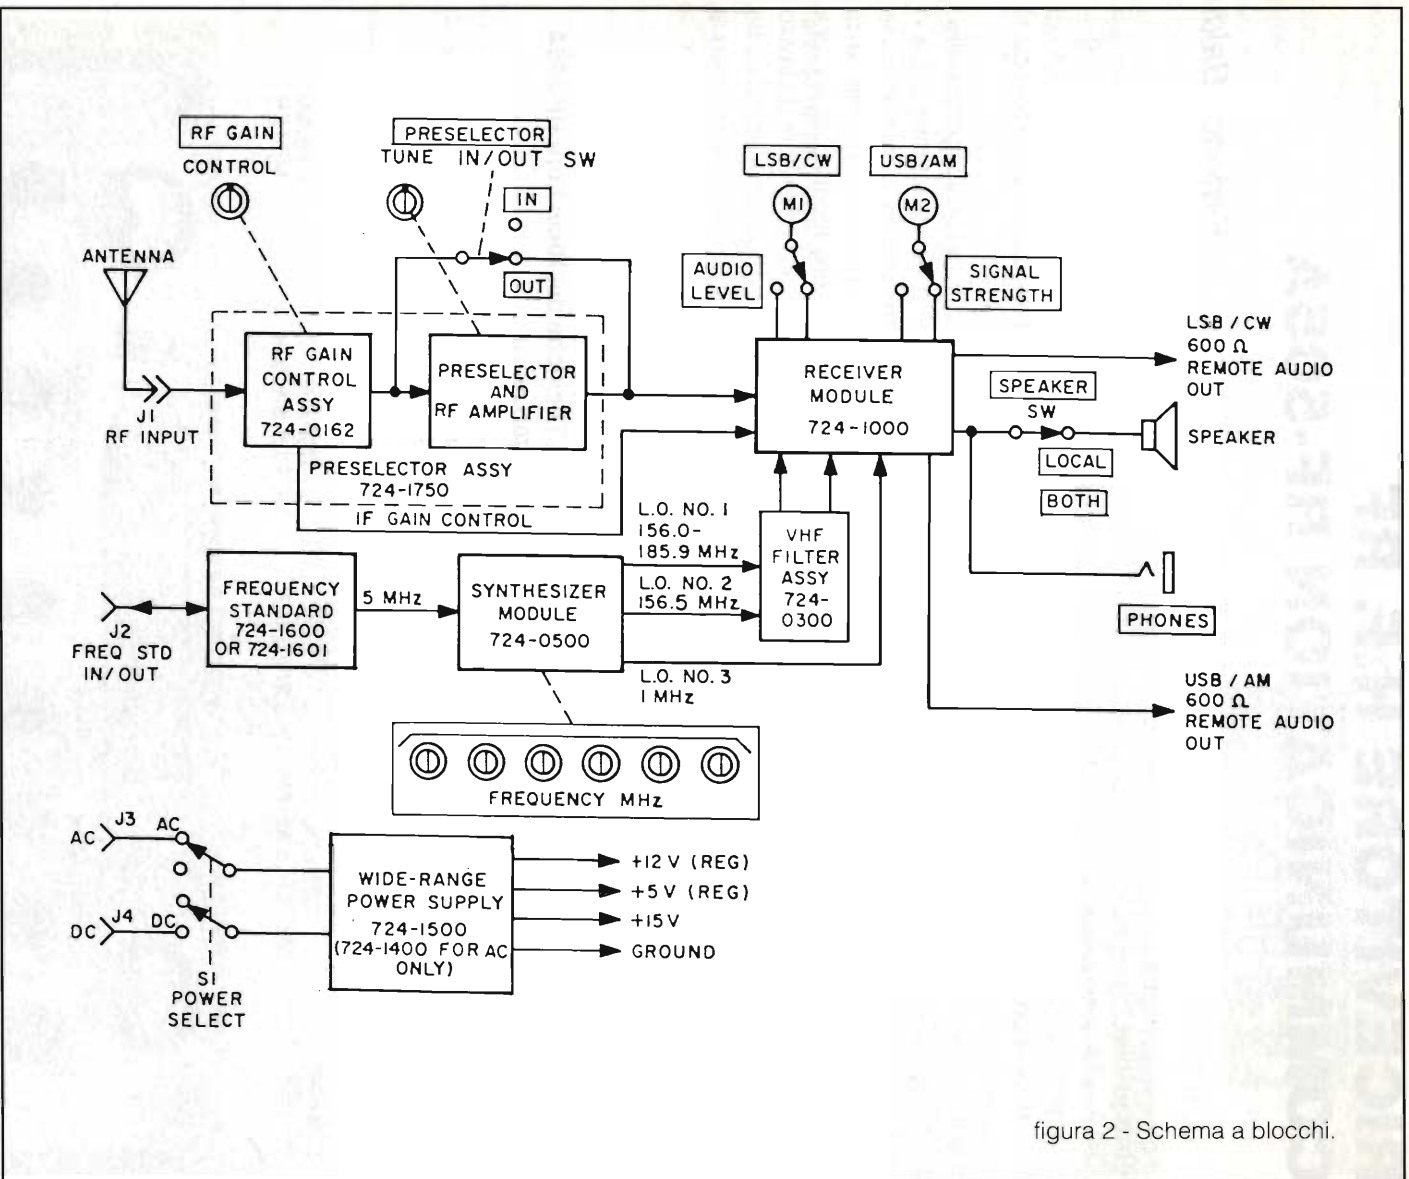 RF GAIN
CONTROL
PRESELECTOR
TUNE IN/OUT SW
IN
OUT
LSB/CW
USB/AM
M1
M2
AUDIO
LEVEL
SIGNAL
STRENGTH
ANTENNA
J1
RF INPUT
RF GAIN
CONTROL
ASSY
724-0162
PRESELECTOR
AND
RF AMPLIFIER
PRESELECTOR ASSY
724-1750
IF GAIN CONTROL
RECEIVER
MODULE
724-1000
LSB/CW
600 Ω
REMOTE AUDIO
OUT
SPEAKER
SW
LOCAL
BOTH
SPEAKER
PHONES
L.O. NO. 1
156.0-
185.9 MHz
L.O. NO. 2
156.5 MHz
L.O. NO. 3
1 MHz
VHF
FILTER
ASSY
724-
0300
J2
FREQ STD
IN/OUT
FREQUENCY
STANDARD
724-1600
OR 724-1601
5 MHz
SYNTHESIZER
MODULE
724-0500
FREQUENCY MHz
USB / AM
600 Ω
REMOTE AUDIO
OUT
AC
J3
AC
DC
J4
DC
S1
POWER
SELECT
WIDE-RANGE
POWER SUPPLY
724-1500
(724-1400 FOR AC
ONLY)
+12 V (REG)
+5 V (REG)
+15V
GROUND
figura 2 - Schema a blocchi.